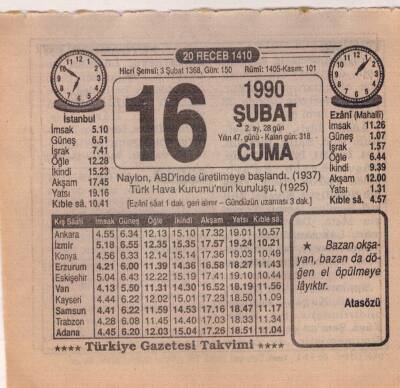 20 RECEB 1410
Hicri Şemsî: 3 Şubat 1368, Gün: 150 Rûmî: 1405-Kasım: 101
İstanbul
İmsak 5.10
Güneş 6.51
İşrak 7.41
Öğle 12.28
İkindi 15.23
Akşam 17.45
Yatsı 19.16
Kıble sâ. 10.41
16
1990
ŞUBAT
2. ay, 28 gün
Yılın 47. günü - Kalan gün: 318
CUMA
Ezânî (Mahallî)
İmsak 11.26
Güneş 1.07
İşrak 1.57
Öğle 6.44
İkindi 9.39
Akşam 12.00
Yatsı 1.31
Kıble sâ. 4.57
Naylon, ABD'inde üretilmeye başlandı. (1937)
Türk Hava Kurumu'nun kuruluşu. (1925)
[Ezânî sâat 1 dak. geri alınır – Gündüzün uzaması 3 dak.]
Kış Sâati İmsak Güneş Öğle İkindi Akşam Yatsı Kıble sâ.
Ankara 4.55 6.34 12.13 15.10 17.32 19.01 10.57
İzmir 5.18 6.55 12.35 15.35 17.57 19.24 10.21
Konya 4.56 6.33 12.14 15.14 17.36 19.03 10.49
Erzurum 4.21 6.00 11.39 14.36 16.58 18.27 11.43
Eskişehir 5.04 6.43 12.22 15.19 17.41 19.10 10.44
Van 4.13 5.50 11.31 14.30 16.52 18.19 11.56
Kayseri 4.44 6.22 12.02 15.01 17.23 18.50 11.09
Samsun 4.41 6.22 11.59 14.53 17.16 18.47 11.17
Trabzon 4.28 6.08 11.45 14.40 17.03 18.34 11.38
Adana 4.45 6.20 12.03 15.04 17.26 18.51 11.04
★ Bazan okşa-
yan, bazan da dö-
ğen el öpülmeye
lâyıktır.
Atasözü
★★★★ Türkiye Gazetesi Takvimi ★★★★